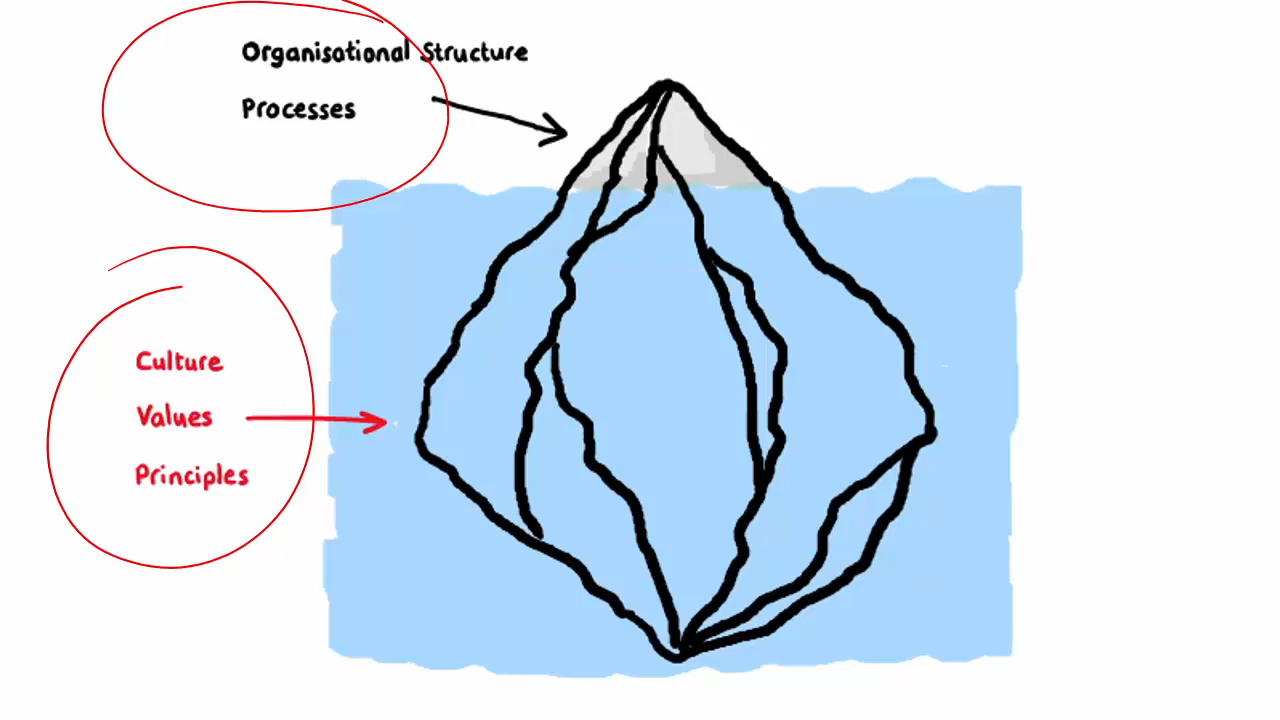 Organisational Structure
Processes
Culture
Values
Principles